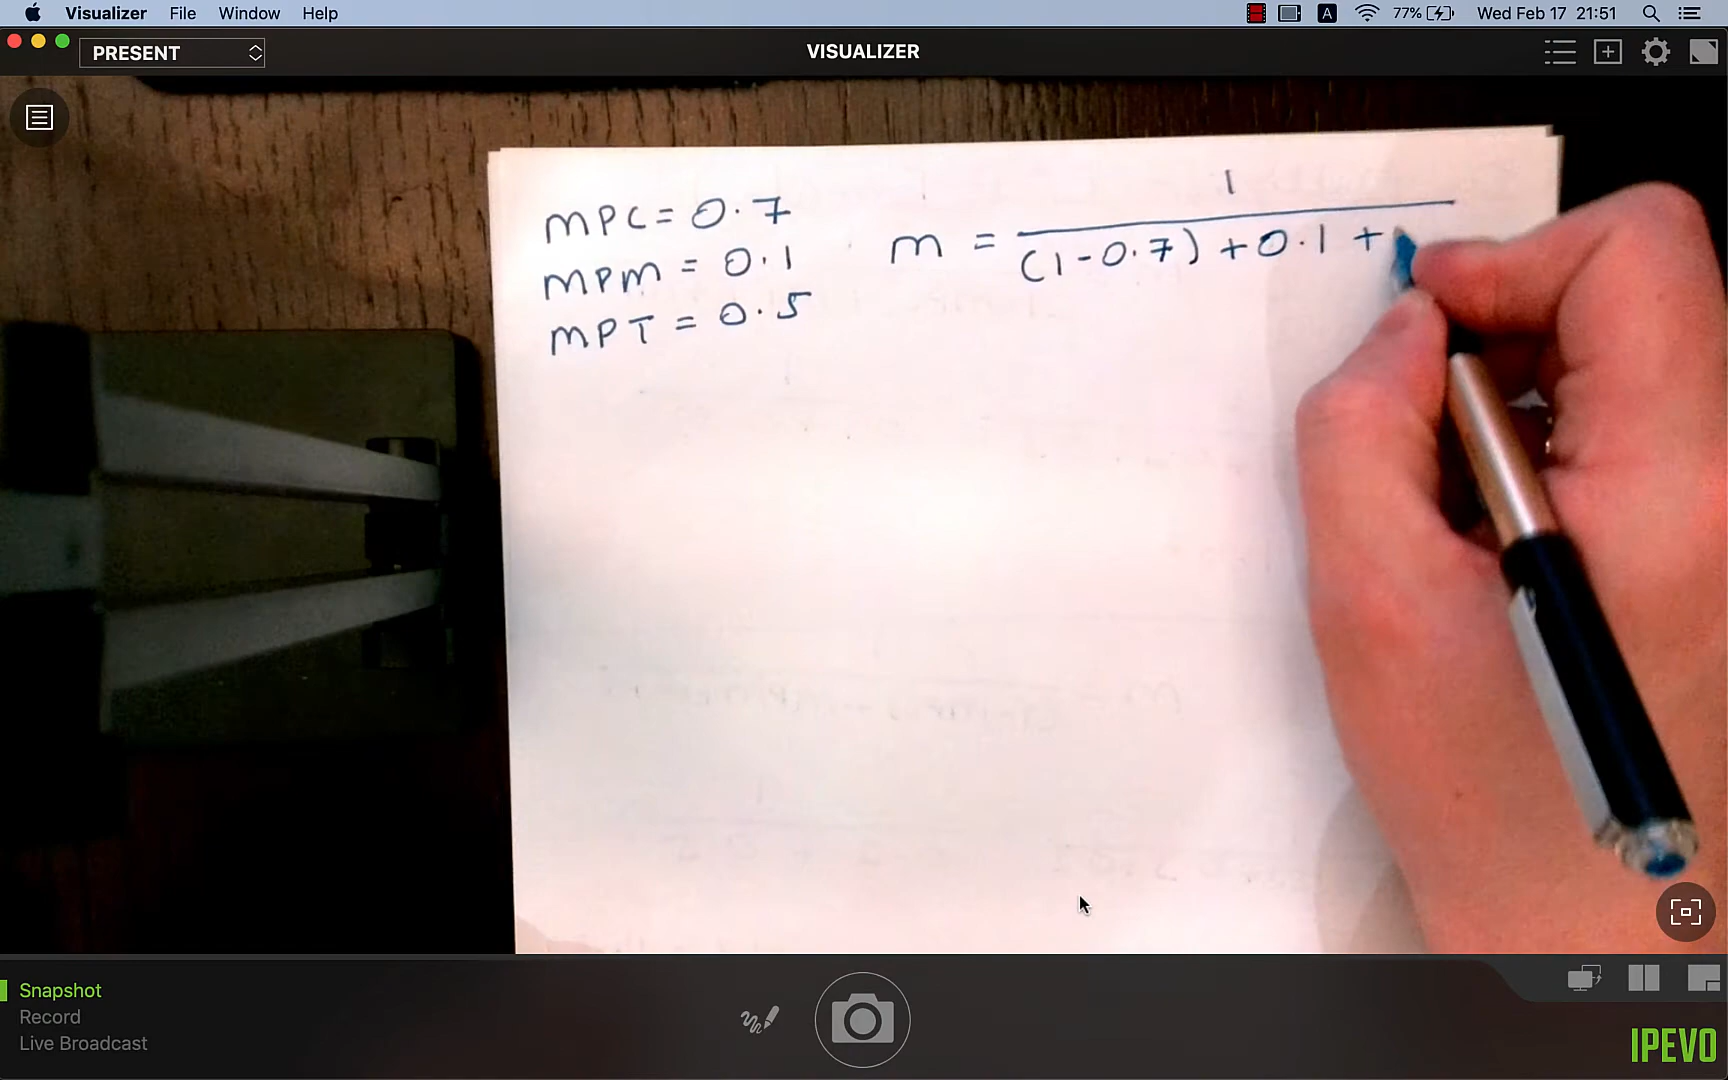 Visualizer File Window Help A 77% Wed Feb 17 21:51
PRESENT VISUALIZER
MPC = 0.7
MPM = 0.1
MPT = 0.5
1
m = (1-0.7) + 0.1 +
Snapshot
Record
Live Broadcast
IPEVO